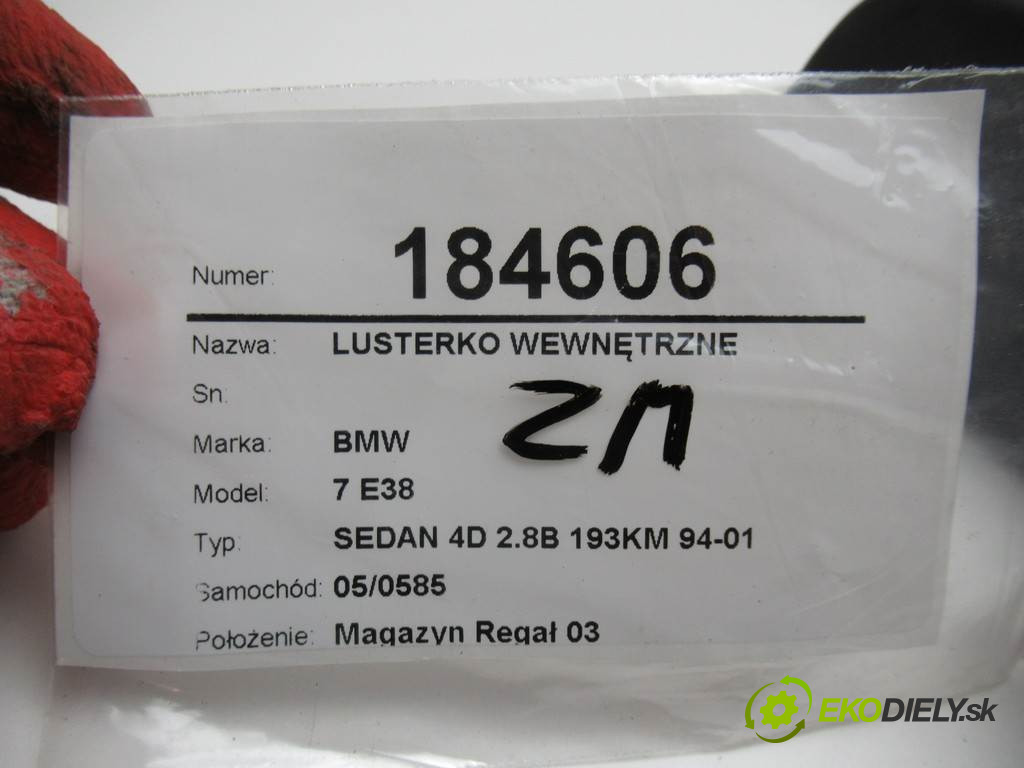 Numer: 184606
Nazwa: LUSTERKO WEWNĘTRZNE
Sn:
ZM
Marka: BMW
Model: 7 E38
Typ: SEDAN 4D 2.8B 193KM 94-01
Samochód: 05/0585
Położenie: Magazyn Regał 03
EKODIELY.sk